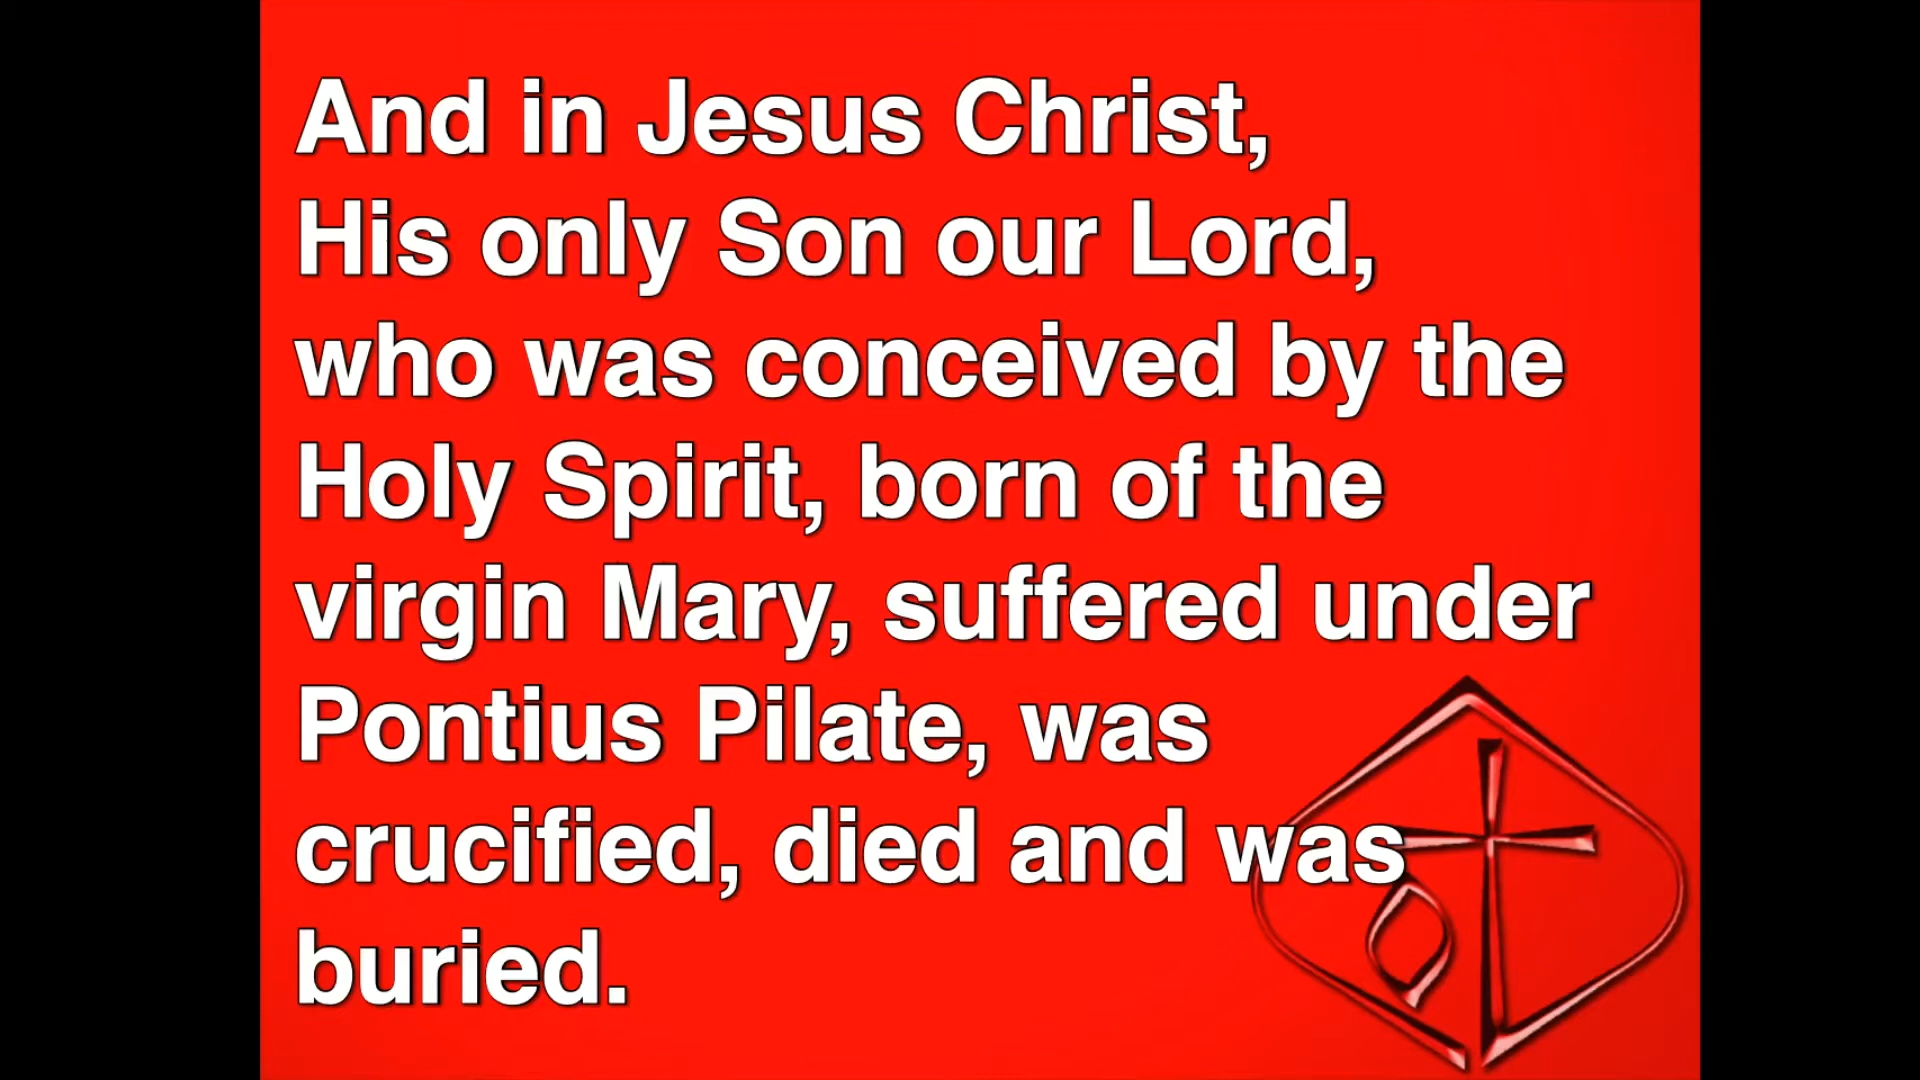 And in Jesus Christ,
His only Son our Lord,
who was conceived by the
Holy Spirit, born of the
virgin Mary, suffered under
Pontius Pilate, was
crucified, died and was
buried.